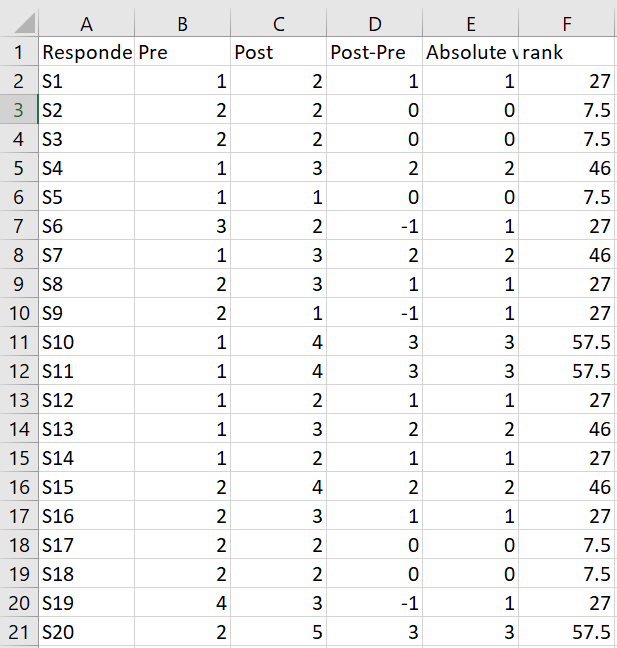 A B C D E F
1 Responde Pre Post Post-Pre Absolute v rank
2 S1 1 2 1 1 27
3 S2 2 2 0 0 7.5
4 S3 2 2 0 0 7.5
5 S4 1 3 2 2 46
6 S5 1 1 0 0 7.5
7 S6 3 2 -1 1 27
8 S7 1 3 2 2 46
9 S8 2 3 1 1 27
10 S9 2 1 -1 1 27
11 S10 1 4 3 3 57.5
12 S11 1 4 3 3 57.5
13 S12 1 2 1 1 27
14 S13 1 3 2 2 46
15 S14 1 2 1 1 27
16 S15 2 4 2 2 46
17 S16 2 3 1 1 27
18 S17 2 2 0 0 7.5
19 S18 2 2 0 0 7.5
20 S19 4 3 -1 1 27
21 S20 2 5 3 3 57.5